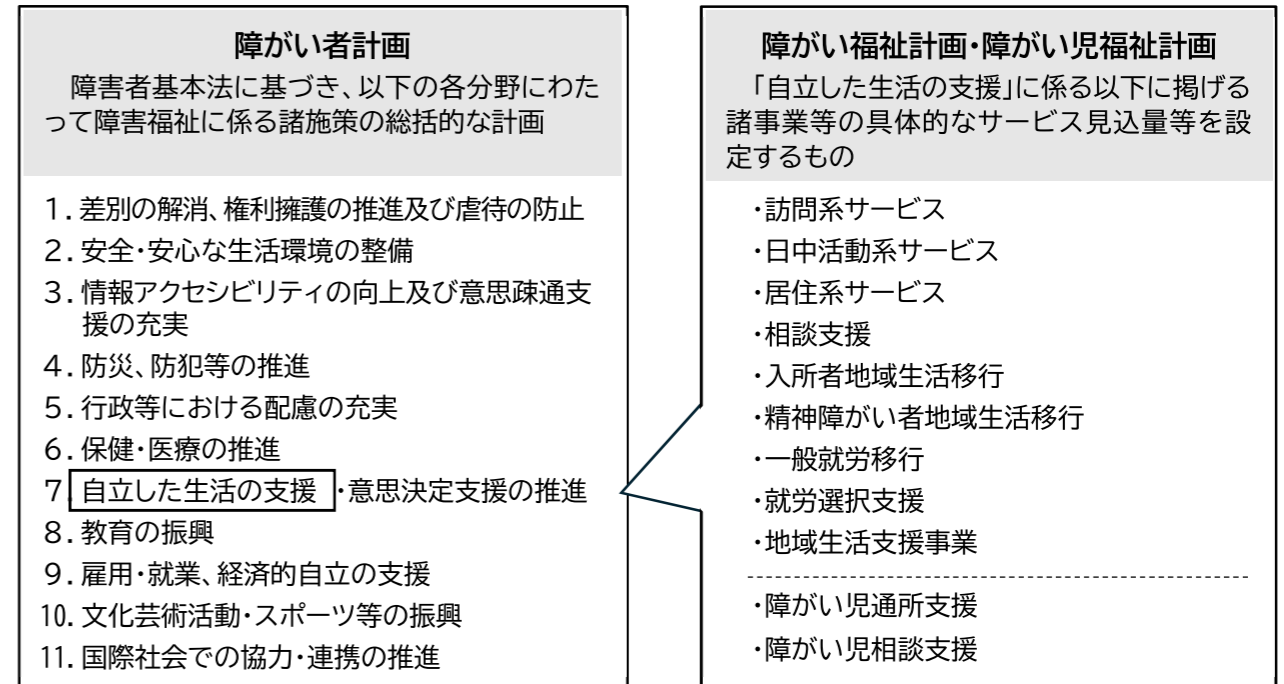 障がい者計画
障害者基本法に基づき、以下の各分野にわた
って障害福祉に係る諸施策の総括的な計画
1．差別の解消、権利擁護の推進及び虐待の防止
2．安全・安心な生活環境の整備
3．情報アクセシビリティの向上及び意思疎通支
援の充実
4．防災、防犯等の推進
5．行政等における配慮の充実
6．保健・医療の推進
7．自立した生活の支援・意思決定支援の推進
8．教育の振興
9．雇用・就業、経済的自立の支援
10．文化芸術活動・スポーツ等の振興
11．国際社会での協力・連携の推進
障がい福祉計画・障がい児福祉計画
「自立した生活の支援」に係る以下に掲げる
諸事業等の具体的なサービス見込量等を設
定するもの
・訪問系サービス
・日中活動系サービス
・居住系サービス
・相談支援
・入所者地域生活移行
・精神障がい者地域生活移行
・一般就労移行
・就労選択支援
・地域生活支援事業
・障がい児通所支援
・障がい児相談支援